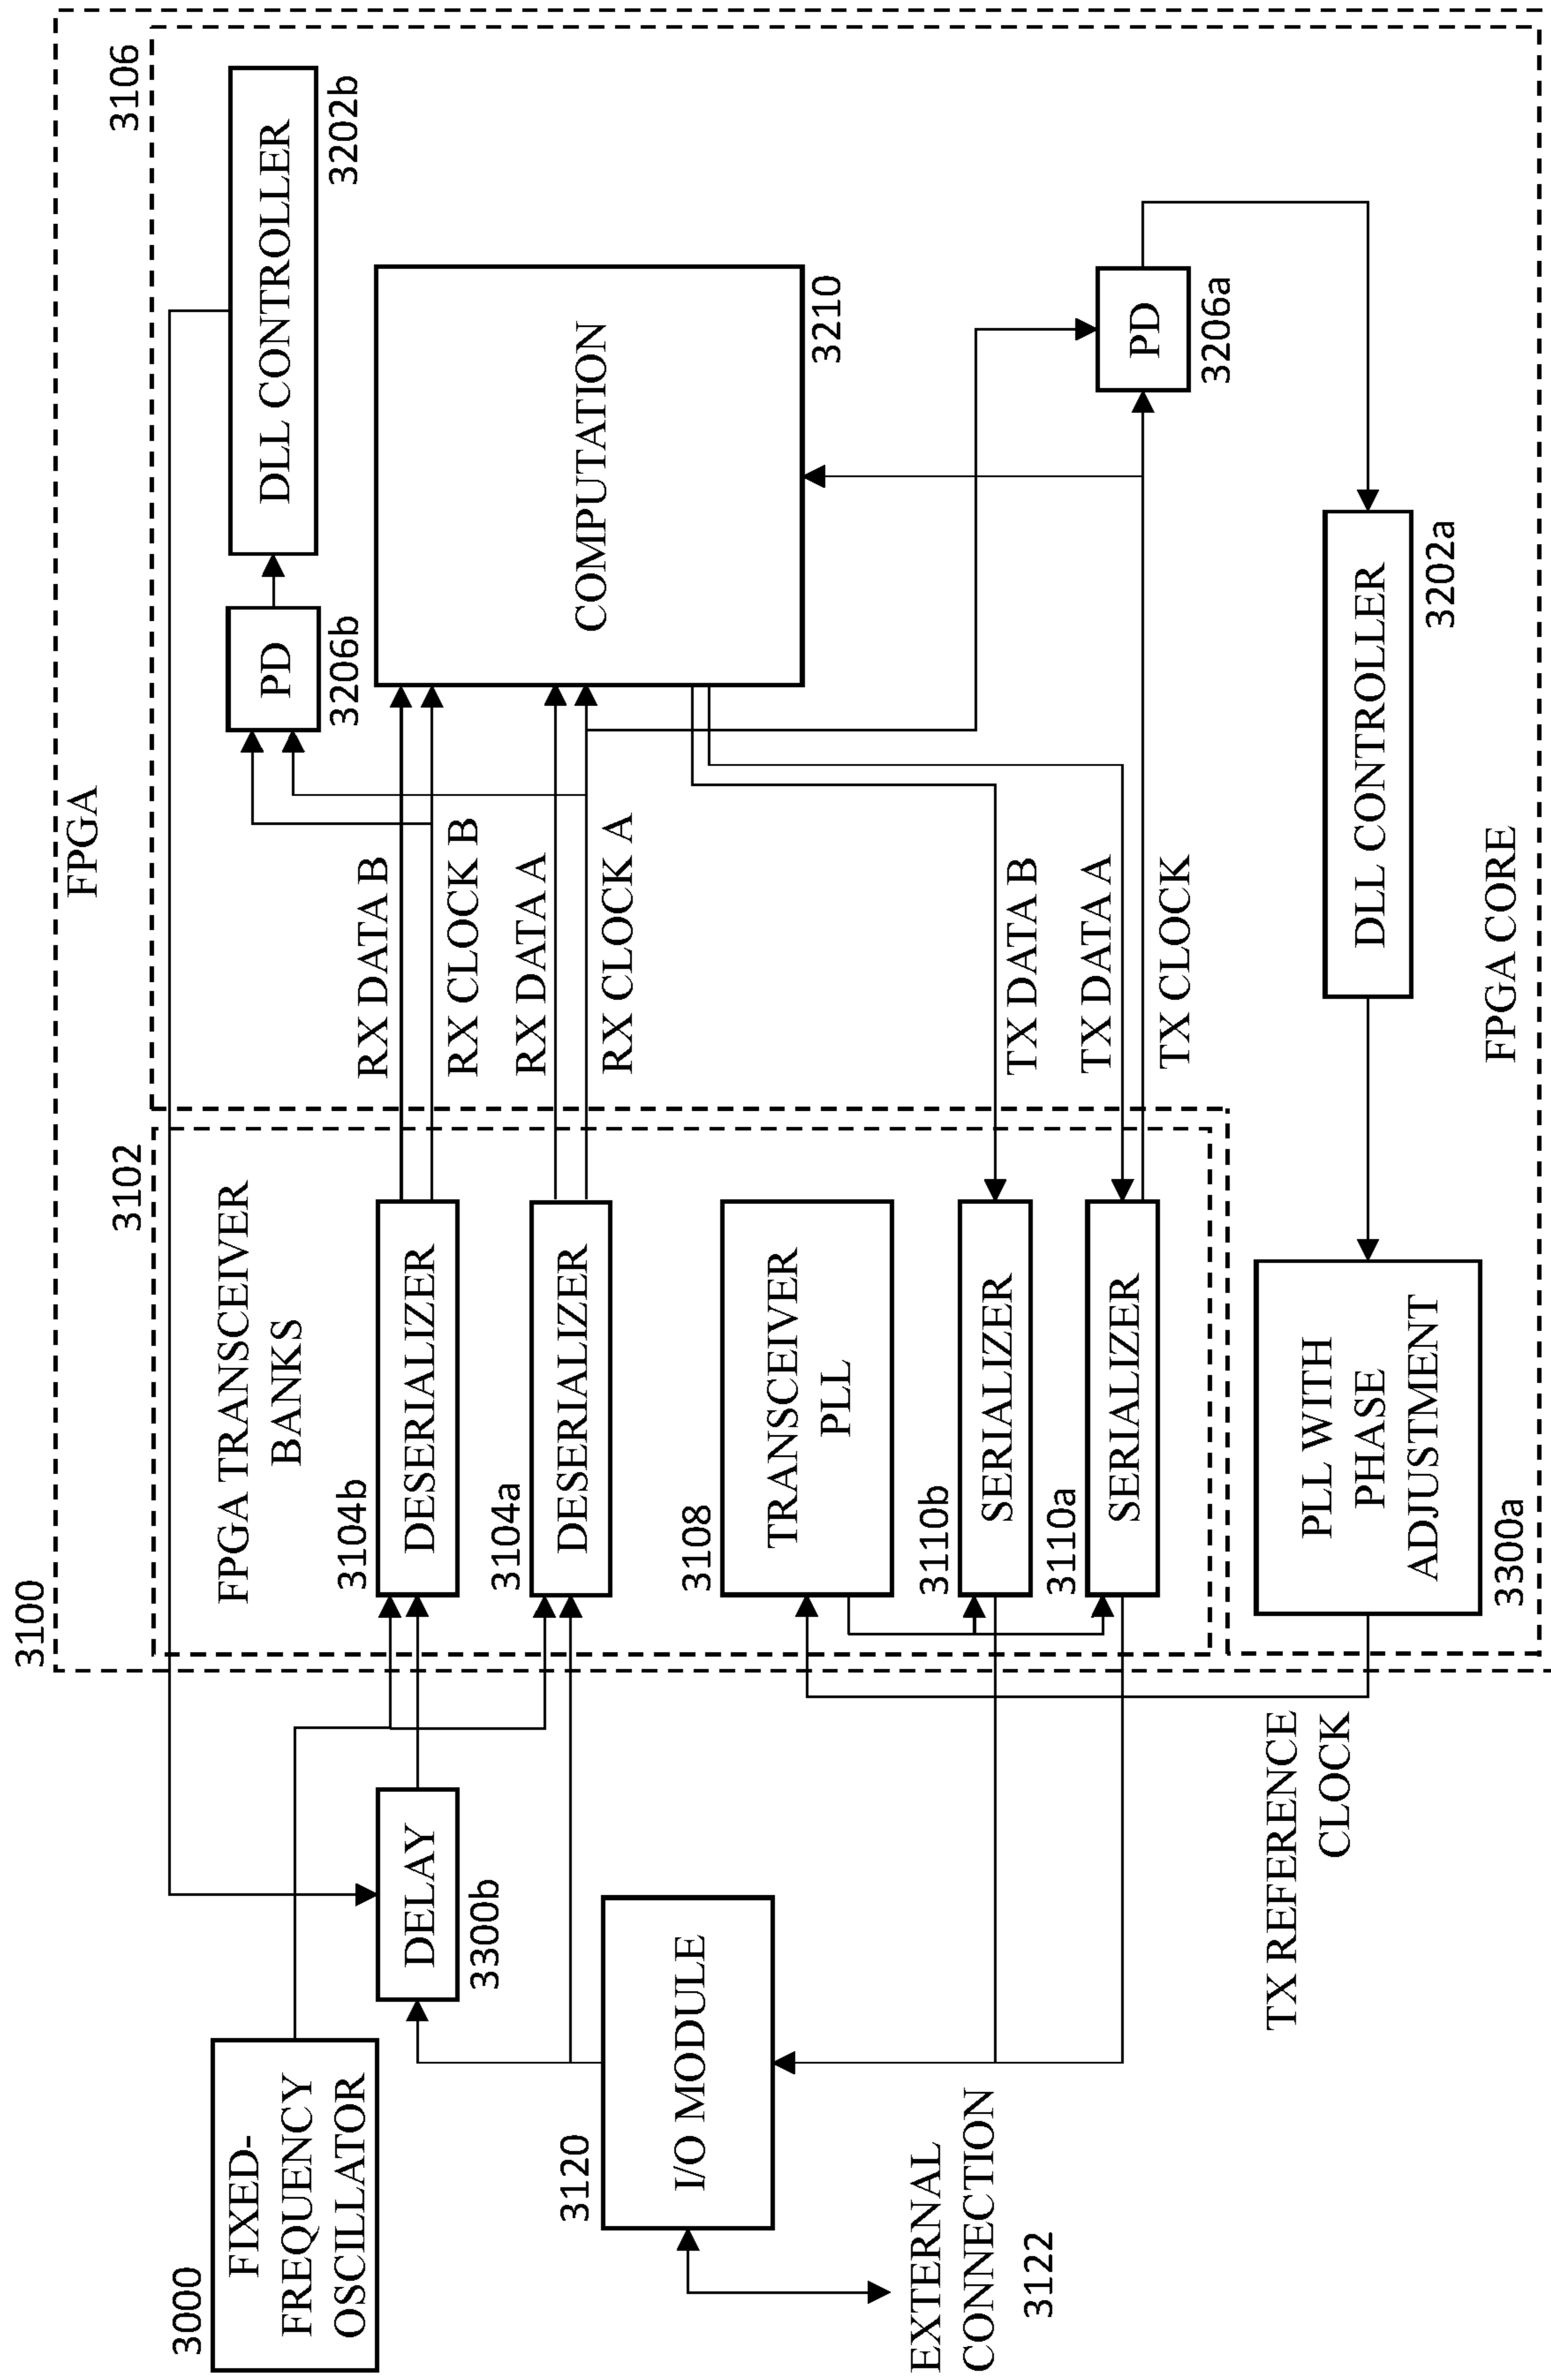 3100
FPGA
3102
3106
FPGA TRANSCEIVER
BANKS
3000
FIXED-
FREQUENCY
OSCILLATOR
DELAY
3300b
3104b
DESERIALIZER
3104a
DESERIALIZER
RX DATA B
RX CLOCK B
RX DATA A
RX CLOCK A
PD
3206b
DLL CONTROLLER
3202b
COMPUTATION
3210
3120
I/O MODULE
EXTERNAL
CONNECTION
3122
3108
TRANSCEIVER
PLL
3110b
SERIALIZER
3110a
SERIALIZER
TX DATA B
TX DATA A
TX CLOCK
PD
3206a
TX REFERENCE
CLOCK
PLL WITH
PHASE
ADJUSTMENT
3300a
DLL CONTROLLER
3202a
FPGA CORE